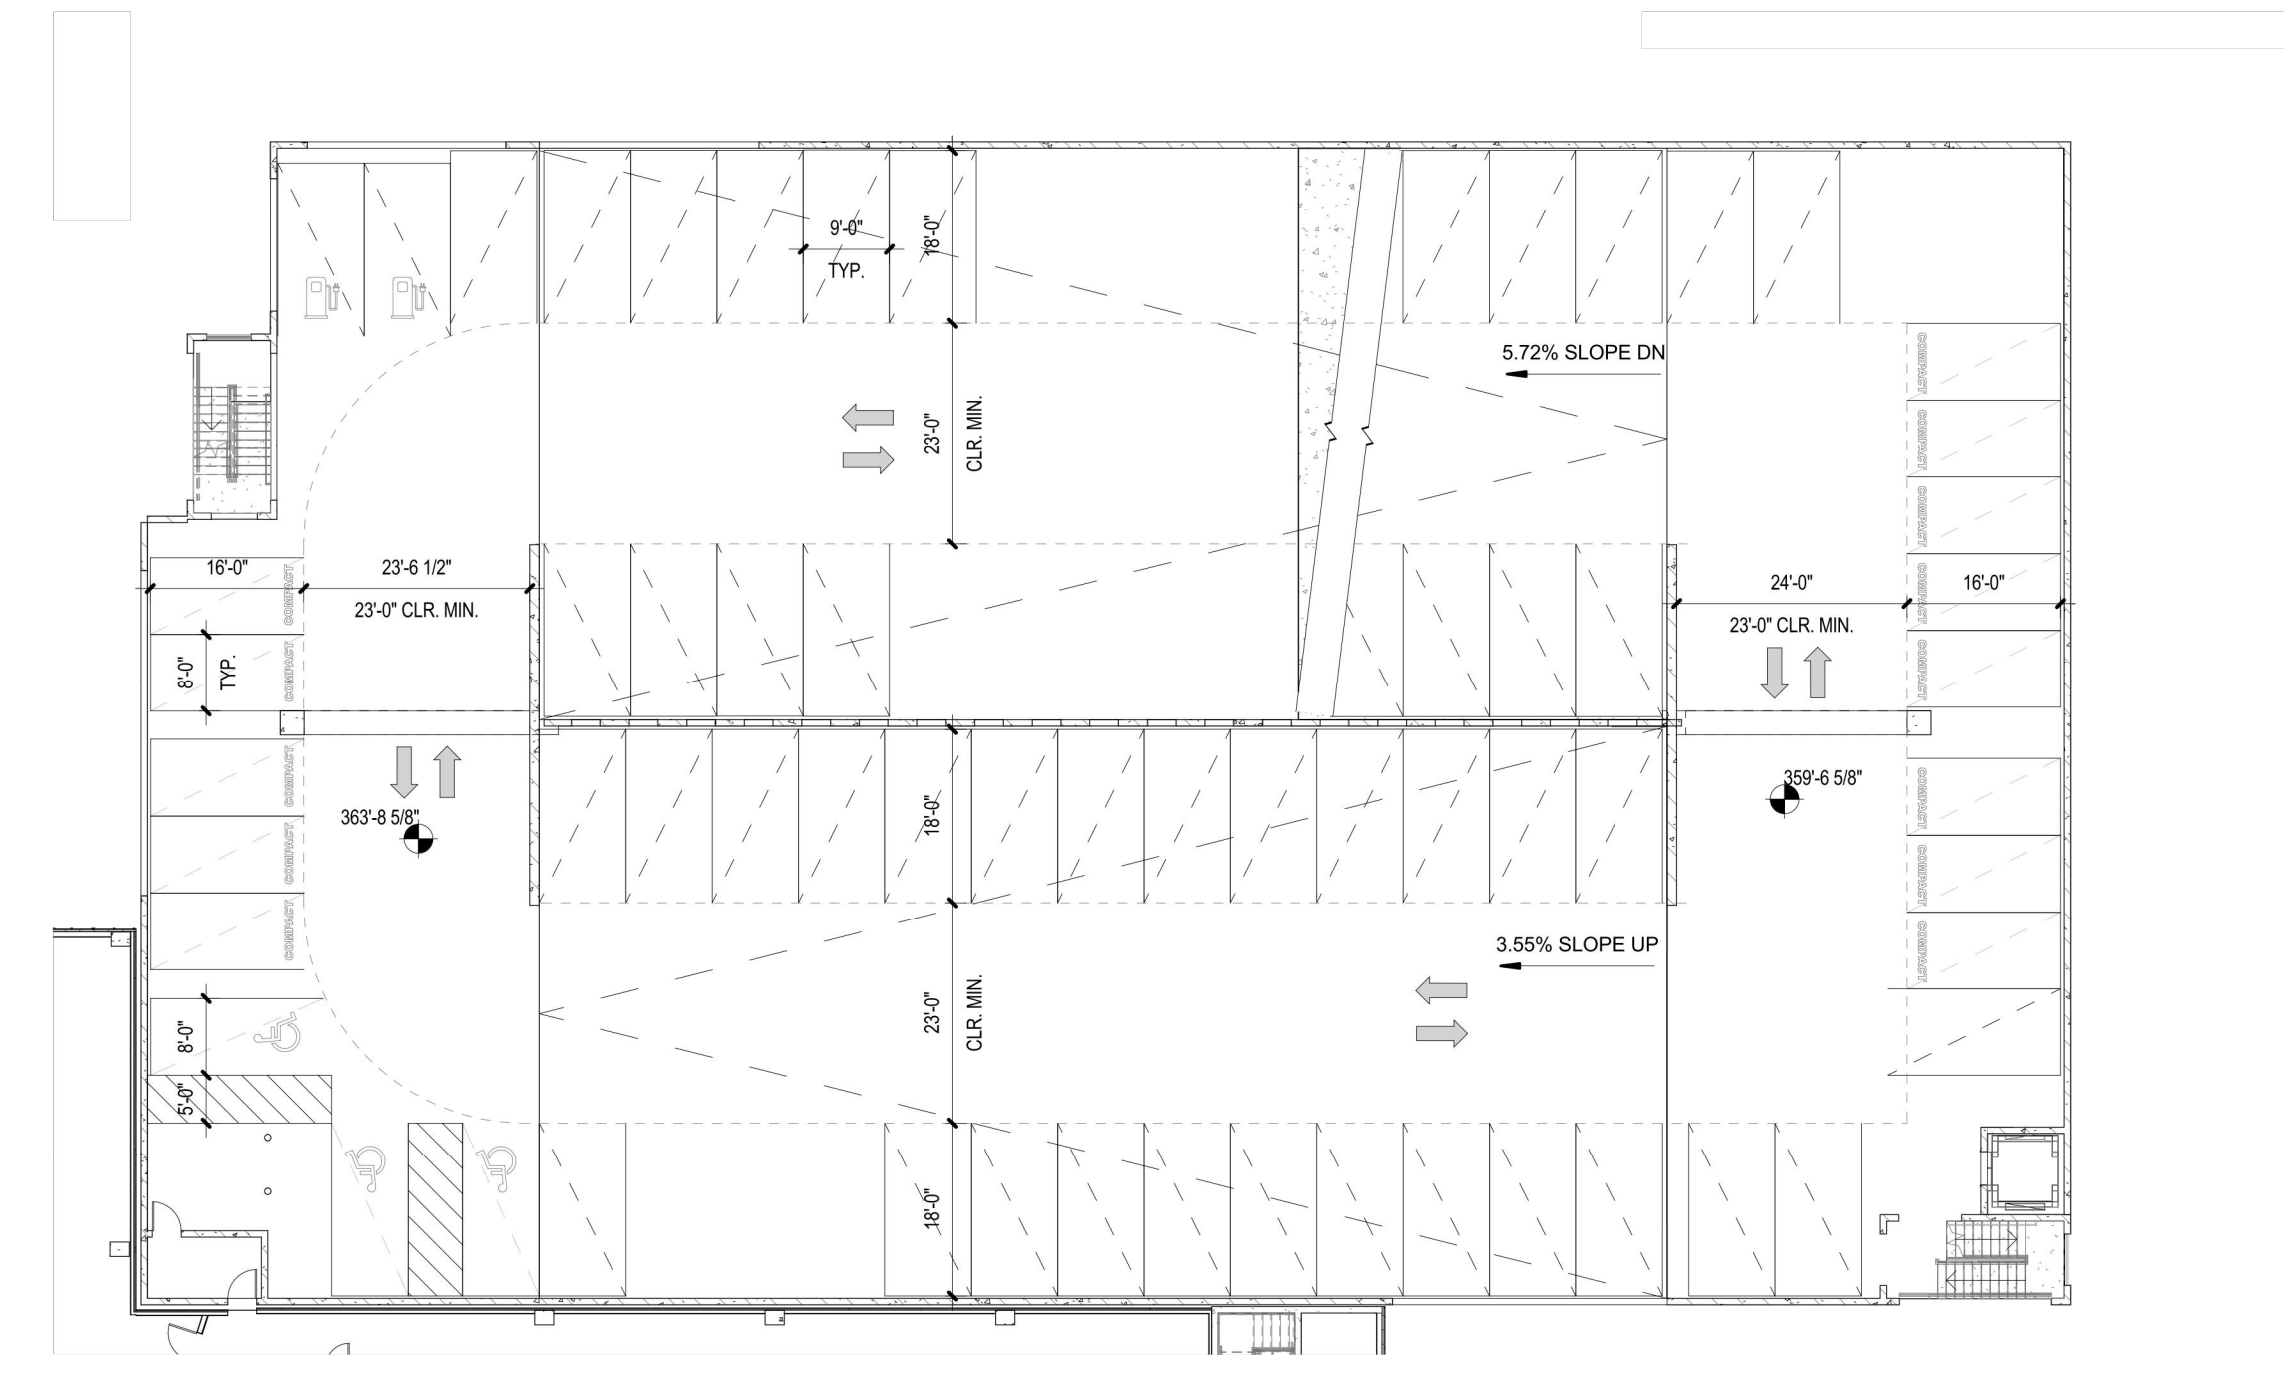 9'-0"
TYP.
18'-0"
5.72% SLOPE DN
COMPACT
COMPACT
COMPACT
COMPACT
COMPACT
23'-0"
CLR. MIN.
16'-0"
23'-6 1/2"
23'-0" CLR. MIN.
COMPACT
COMPACT
8'-0"
TYP.
24'-0"
16'-0"
23'-0" CLR. MIN.
COMPACT
COMPACT
COMPACT
363'-8 5/8"
18'-0"
359'-6 5/8"
COMPACT
COMPACT
COMPACT
3.55% SLOPE UP
23'-0"
CLR. MIN.
8'-0"
5'-0"
18'-0"